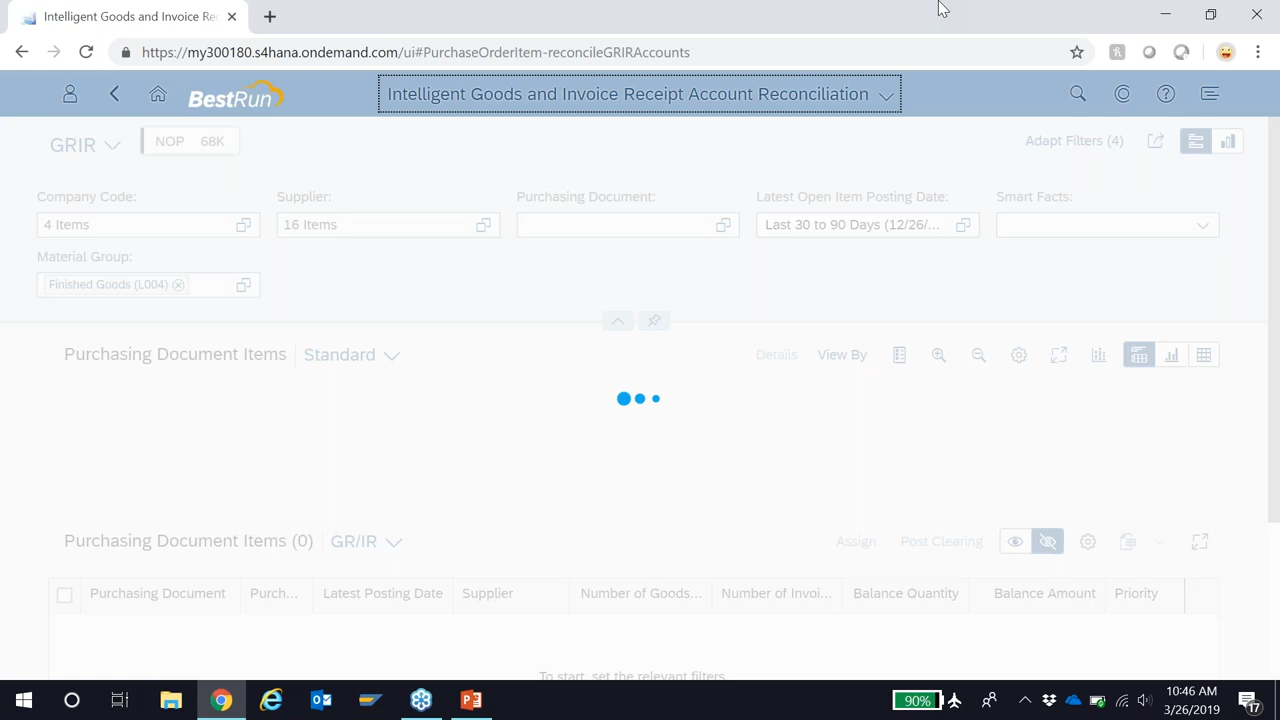 Intelligent Goods and Invoice Rec
https://my300180.s4hana.ondemand.com/ui#PurchaseOrderItem-reconcileGRIRAccounts
BestRun
Intelligent Goods and Invoice Receipt Account Reconciliation
GRIR
NOP 68K
Adapt Filters (4)
Company Code:
Supplier:
Purchasing Document:
Latest Open Item Posting Date:
Smart Facts:
4 Items
16 Items
Last 30 to 90 Days (12/26/...
Material Group:
Finished Goods (L004)
Purchasing Document Items
Standard
Details
View By
Purchasing Document Items (0)
GR/IR
Assign
Post Clearing
Purchasing Document
Purch...
Latest Posting Date
Supplier
Number of Goods...
Number of Invoi...
Balance Quantity
Balance Amount
Priority
To start, set the relevant filters.
90%
10:46 AM
3/26/2019
17